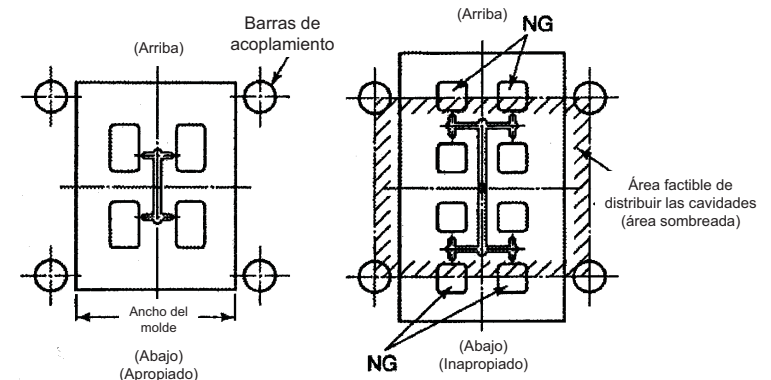 (Arriba)
Barras de
acoplamiento
Ancho del
molde
(Abajo)
(Apropiado)
(Arriba)
NG
Área factible de
distribuir las cavidades
(área sombreada)
NG
(Abajo)
(Inapropiado)